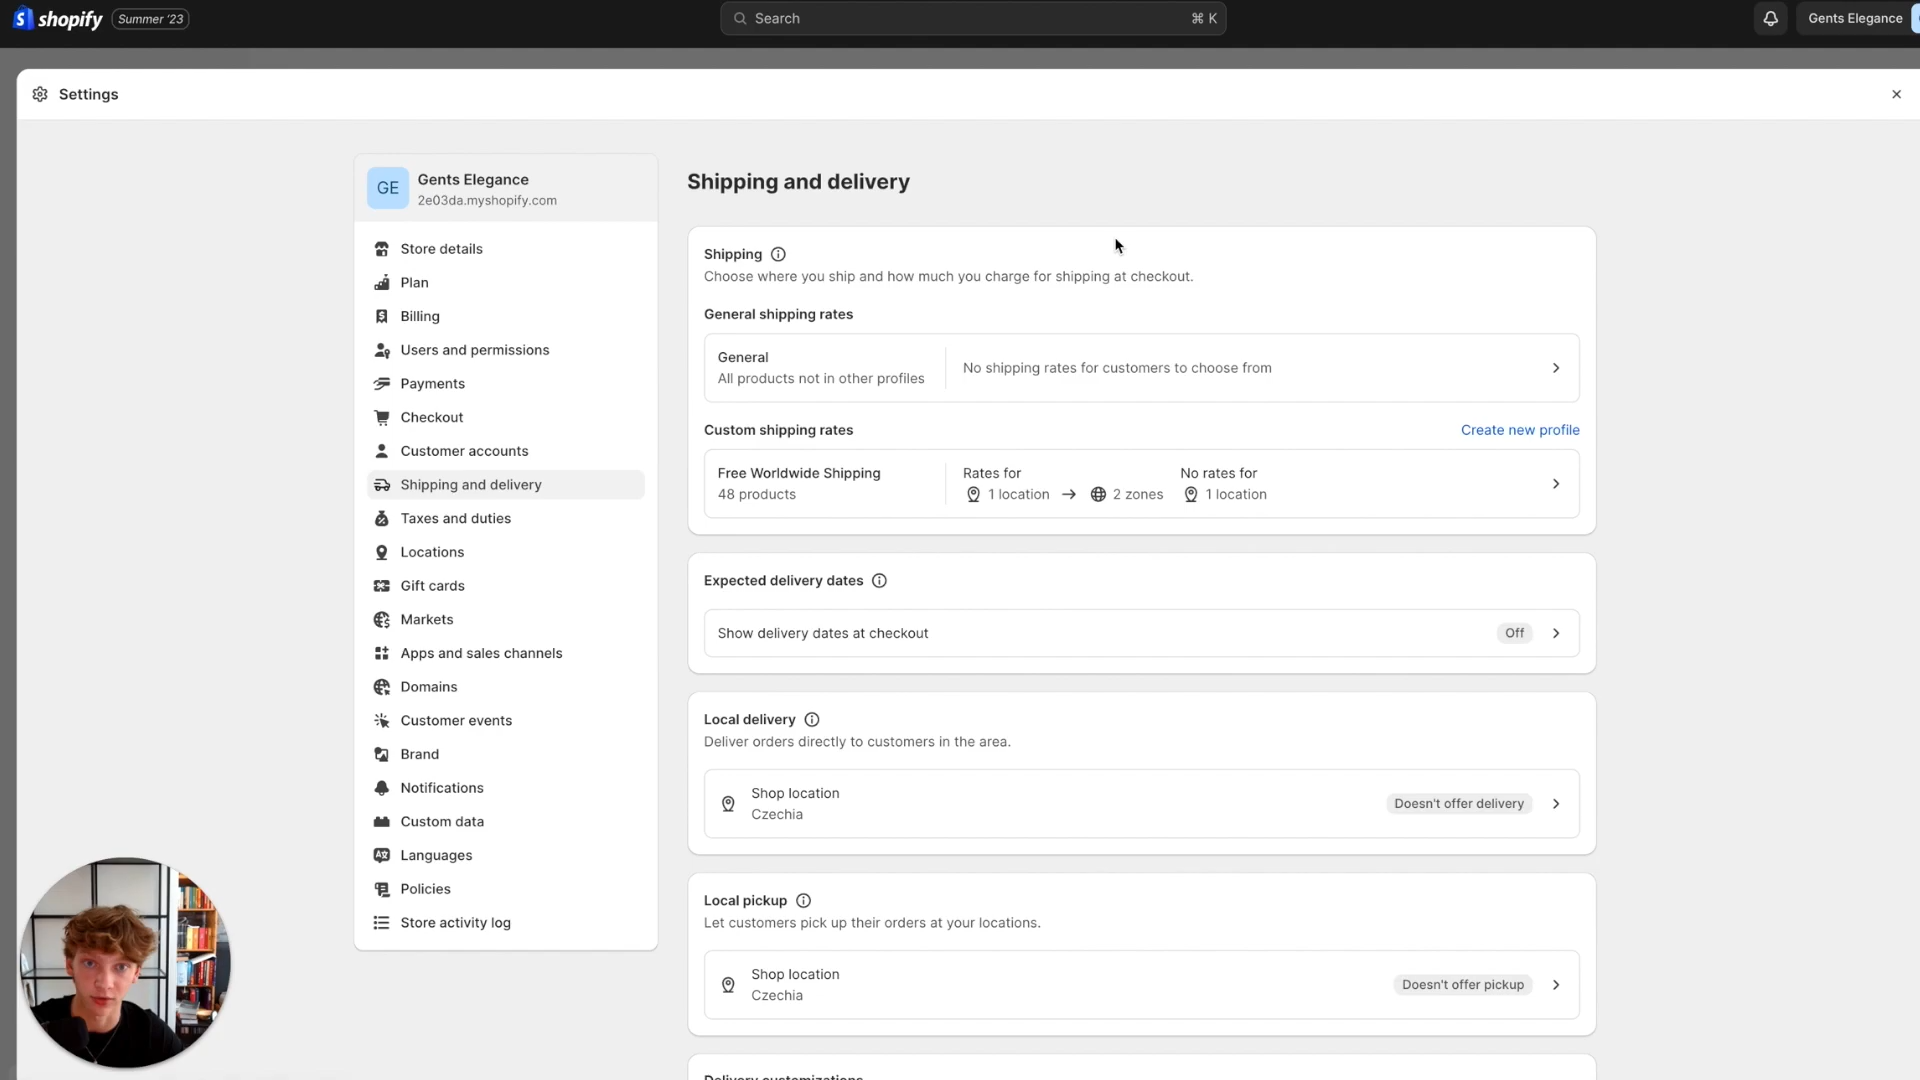 shopify Summer '23
Search
⌘ K
Gents Elegance
Settings
GE
Gents Elegance
2e03da.myshopify.com
Store details
Plan
Billing
Users and permissions
Payments
Checkout
Customer accounts
Shipping and delivery
Taxes and duties
Locations
Gift cards
Markets
Apps and sales channels
Domains
Customer events
Brand
Notifications
Custom data
Languages
Policies
Store activity log
Shipping and delivery
Shipping
Choose where you ship and how much you charge for shipping at checkout.
General shipping rates
General
All products not in other profiles
No shipping rates for customers to choose from
Custom shipping rates
Create new profile
Free Worldwide Shipping
48 products
Rates for
1 location → 2 zones
No rates for
1 location
Expected delivery dates
Show delivery dates at checkout
Off
Local delivery
Deliver orders directly to customers in the area.
Shop location
Czechia
Doesn't offer delivery
Local pickup
Let customers pick up their orders at your locations.
Shop location
Czechia
Doesn't offer pickup
Delivery customizations